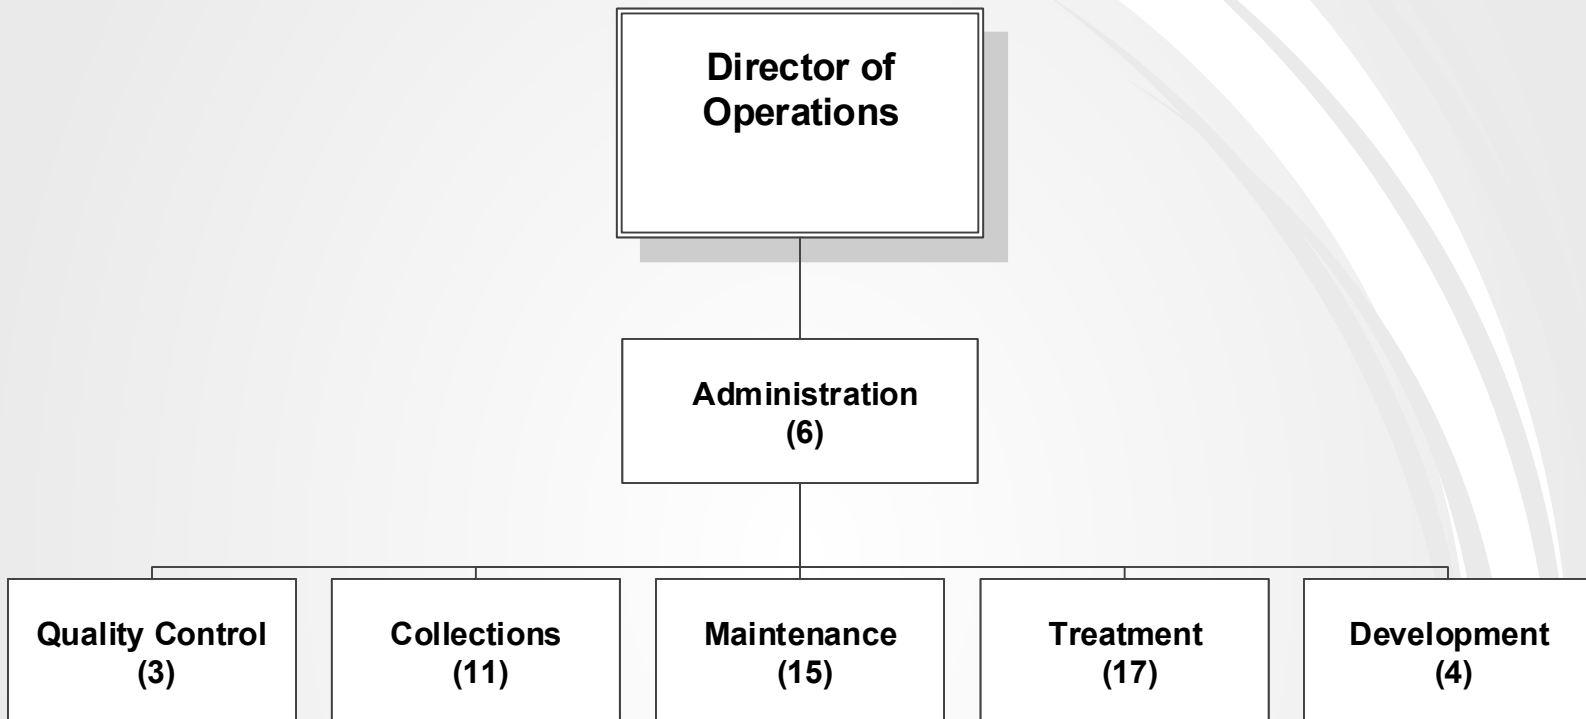 Director of
Operations
Administration
(6)
Quality Control
(3)
Collections
(11)
Maintenance
(15)
Treatment
(17)
Development
(4)